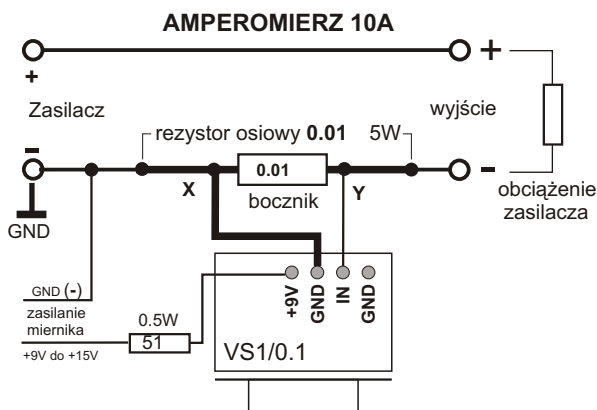 AMPEROMIERZ 10A
+
+
Zasilacz
wyjście
rezystor osiowy 0.01 5W
-
0.01
-
X
bocznik
Y
obciążenie
zasilacza
GND
GND (-)
zasilanie
miernika
+9V do +15V
0.5W
51
+9V
GND
IN
GND
VS1/0.1